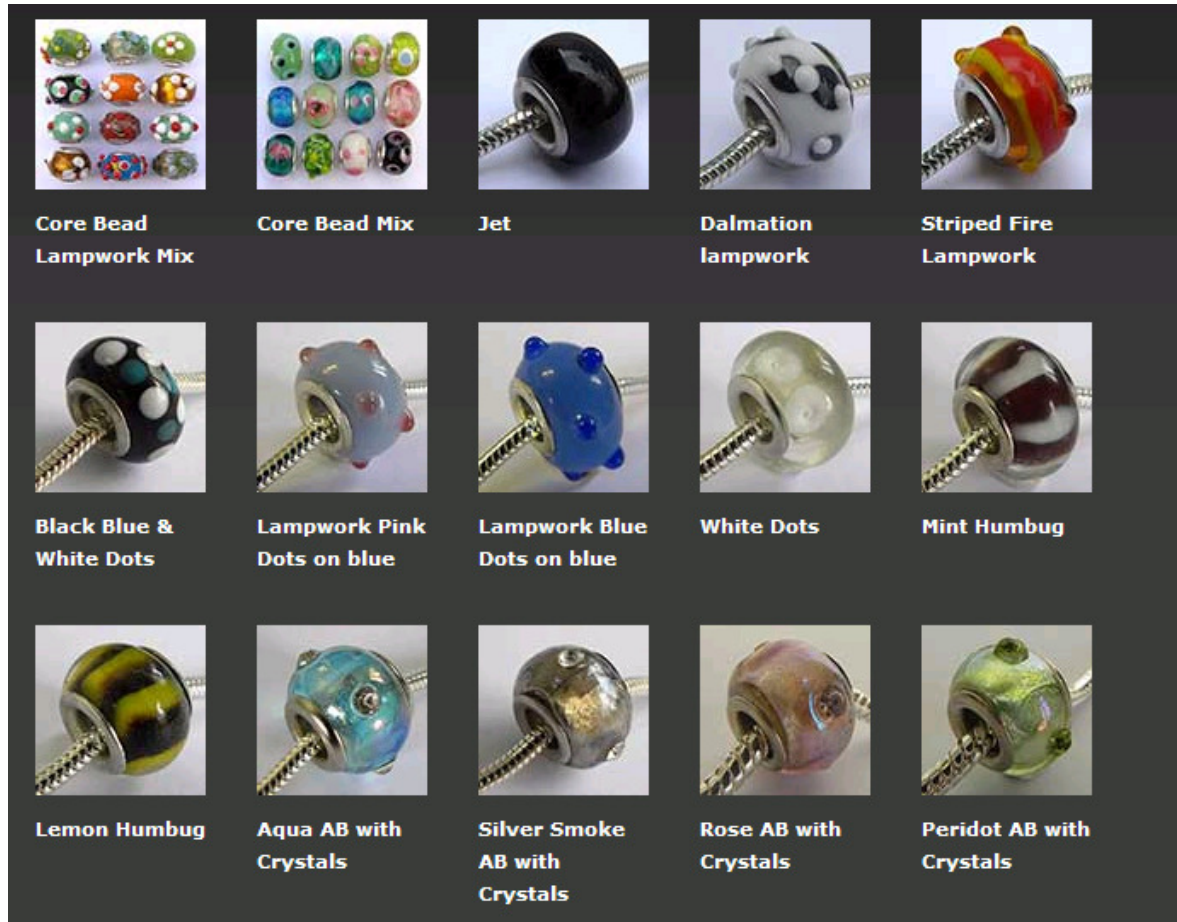 Core Bead
Lampwork Mix
Core Bead Mix
Jet
Dalmation
lampwork
Striped Fire
Lampwork
Black Blue &
White Dots
Lampwork Pink
Dots on blue
Lampwork Blue
Dots on blue
White Dots
Mint Humbug
Lemon Humbug
Aqua AB with
Crystals
Silver Smoke
AB with
Crystals
Rose AB with
Crystals
Peridot AB with
Crystals